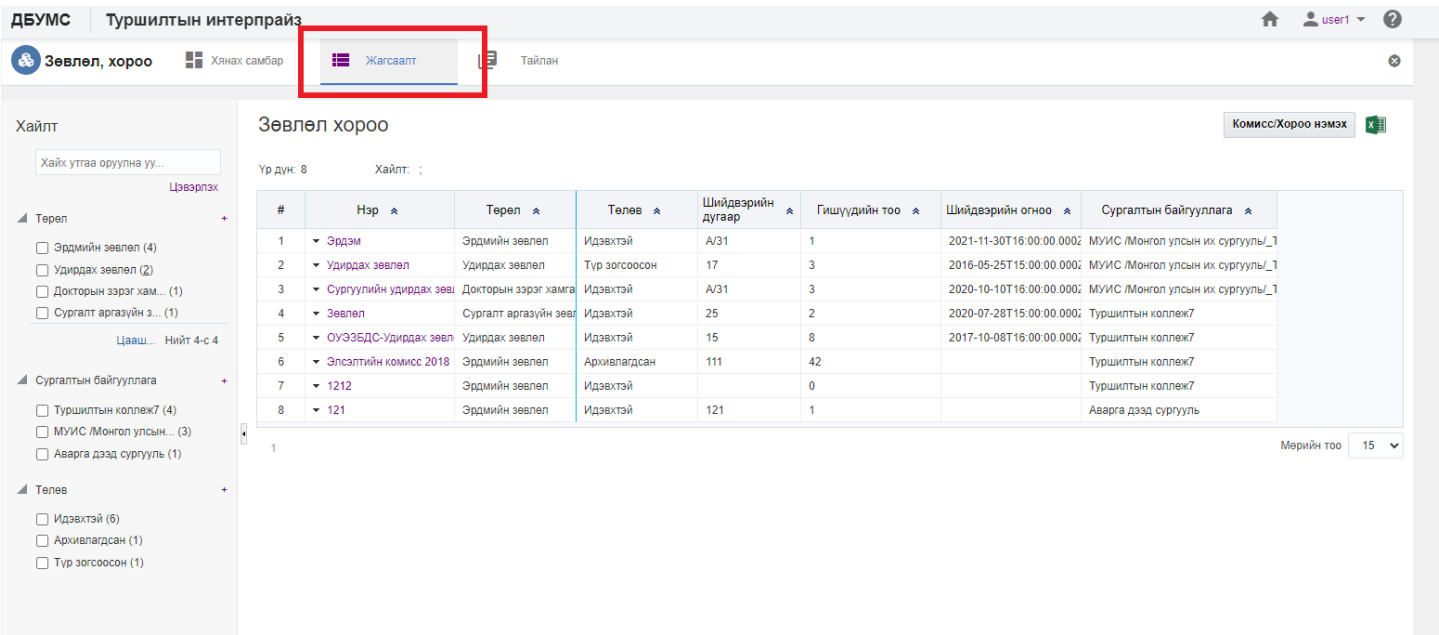 ДБУМС Туршилтын интерпрайз user1
Зөвлөл, хороо Хянах самбар Жагсаалт Тайлан
Хайлт
Хайх утгаа оруулна уу...
Цэвэрлэх
Төрөл +
Эрдмийн зөвлөл (4)
Удирдах зөвлөл (2)
Докторын зэрэг хам... (1)
Сургалт аргазүйн з... (1)
Цааш... Нийт 4-с 4
Сургалтын байгууллага +
Туршилтын коллеж7 (4)
МУИС /Монгол улсын... (3)
Аварга дээд сургууль (1)
Төлөв +
Идэвхтэй (6)
Архивлагдсан (1)
Түр зогсоосон (1)
Зөвлөл хороо
Комисс/Хороо нэмэх
Үр дүн: 8 Хайлт: ;
# Нэр Төрөл Төлөв Шийдвэрийн дугаар Гишүүдийн тоо Шийдвэрийн огноо Сургалтын байгууллага
1 Эрдэм Эрдмийн зөвлөл Идэвхтэй А/31 1 2021-11-30T16:00:00.000Z МУИС /Монгол улсын их сургууль/_Т
2 Удирдах зөвлөл Удирдах зөвлөл Түр зогсоосон 17 3 2016-05-25T15:00:00.000Z МУИС /Монгол улсын их сургууль/_Т
3 Сургуулийн удирдах зөвл Докторын зэрэг хамга Идэвхтэй А/31 3 2020-10-10T16:00:00.000Z МУИС /Монгол улсын их сургууль/_Т
4 Зөвлөл Сургалт аргазүйн зөвл Идэвхтэй 25 2 2020-07-28T15:00:00.000Z Туршилтын коллеж7
5 ОУЭЗБДС-Удирдах зөвл Удирдах зөвлөл Идэвхтэй 15 8 2017-10-08T16:00:00.000Z Туршилтын коллеж7
6 Элсэлтийн комисс 2018 Эрдмийн зөвлөл Архивлагдсан 111 42 Туршилтын коллеж7
7 1212 Эрдмийн зөвлөл Идэвхтэй 0 Туршилтын коллеж7
8 121 Эрдмийн зөвлөл Идэвхтэй 121 1 Аварга дээд сургууль
1 Мөрийн тоо 15